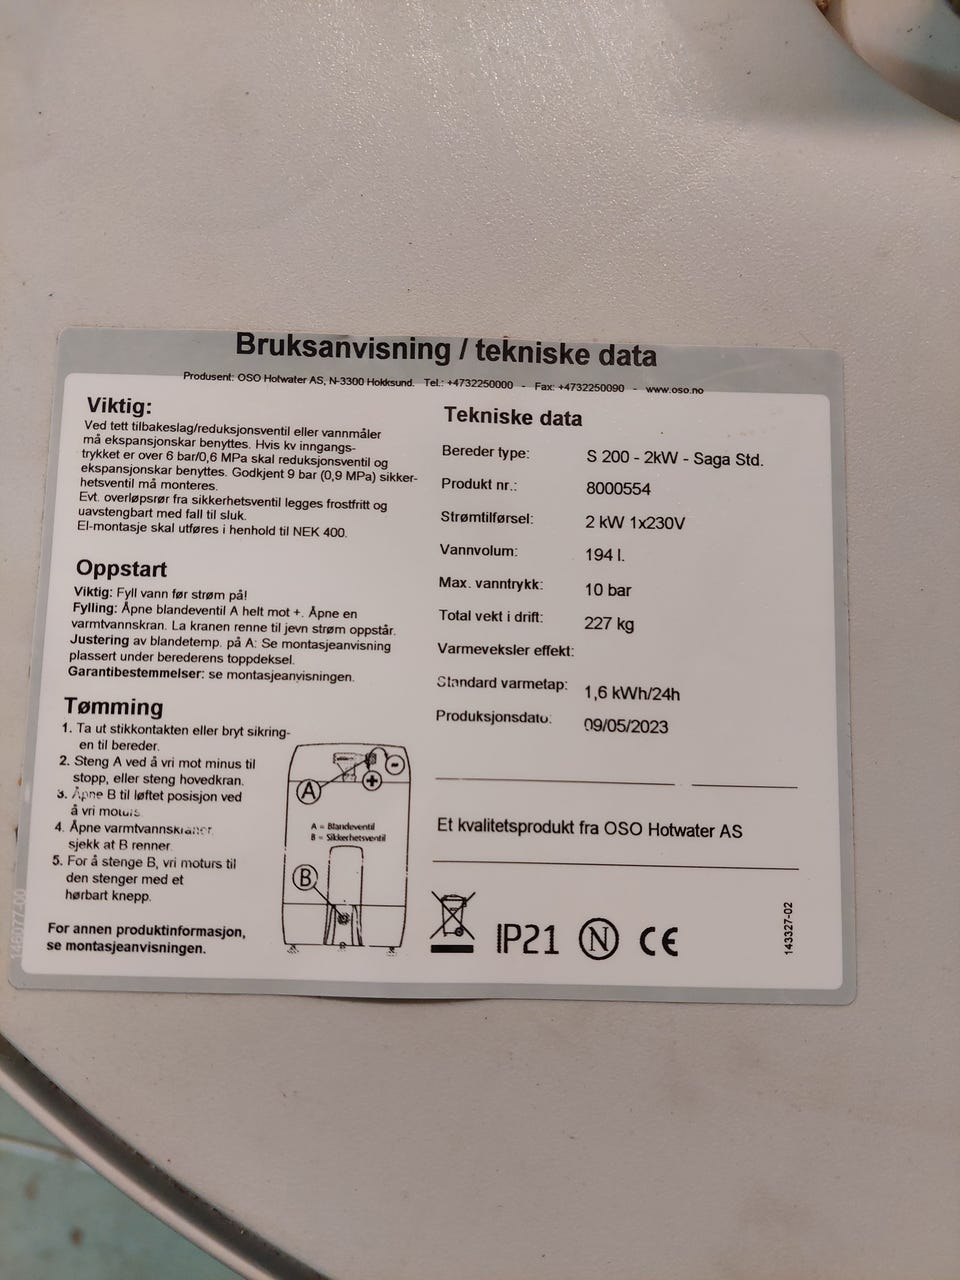 Bruksanvisning / tekniske data
Produsent: OSO Hotwater AS, N-3300 Hokksund. Tel.: +4732250000 - Fax: +4732250090 - www.oso.no
Viktig:
Ved tett tilbakeslag/reduksjonsventil eller vannmåler
må ekspansjonskar benyttes. Hvis kv inngangs-
trykket er over 6 bar/0,6 MPa skal reduksjonsventil og
ekspansjonskar benyttes. Godkjent 9 bar (0,9 MPa) sikker-
hetsventil må monteres.
Evt. overløpsrør fra sikkerhetsventil legges frostfritt og
uavstengbart med fall til sluk.
El-montasje skal utføres i henhold til NEK 400.
Oppstart
Viktig: Fyll vann før strøm på!
Fylling: Åpne blandeventil A helt mot +. Åpne en
varmtvannskran. La kranen renne til jevn strøm oppstår.
Justering av blandetemp. på A: Se montasjeanvisning
plassert under berederens toppdeksel.
Garantibestemmelser: se montasjeanvisningen.
Tømming
1. Ta ut stikkontakten eller bryt sikring-
en til bereder.
2. Steng A ved å vri mot minus til
stopp, eller steng hovedkran.
3. Åpne B til løftet posisjon ved
å vri moturs
4. Åpne varmtvannskraner
sjekk at B renner
5. For å stenge B, vri moturs til
den stenger med et
hørbart knepp.
For annen produktinformasjon,
se montasjeanvisningen.
A
-
+
A = Blandeventil
B = Sikkerhetsventil
B
Tekniske data
Bereder type: S 200 - 2kW - Saga Std.
Produkt nr.: 8000554
Strømtilførsel: 2 kW 1x230V
Vannvolum: 194 l.
Max. vanntrykk: 10 bar
Total vekt i drift: 227 kg
Varmeveksler effekt:
Standard varmetap: 1,6 kWh/24h
Produksjonsdato: 09/05/2023
Et kvalitetsprodukt fra OSO Hotwater AS
IP21 N CE
143327-02